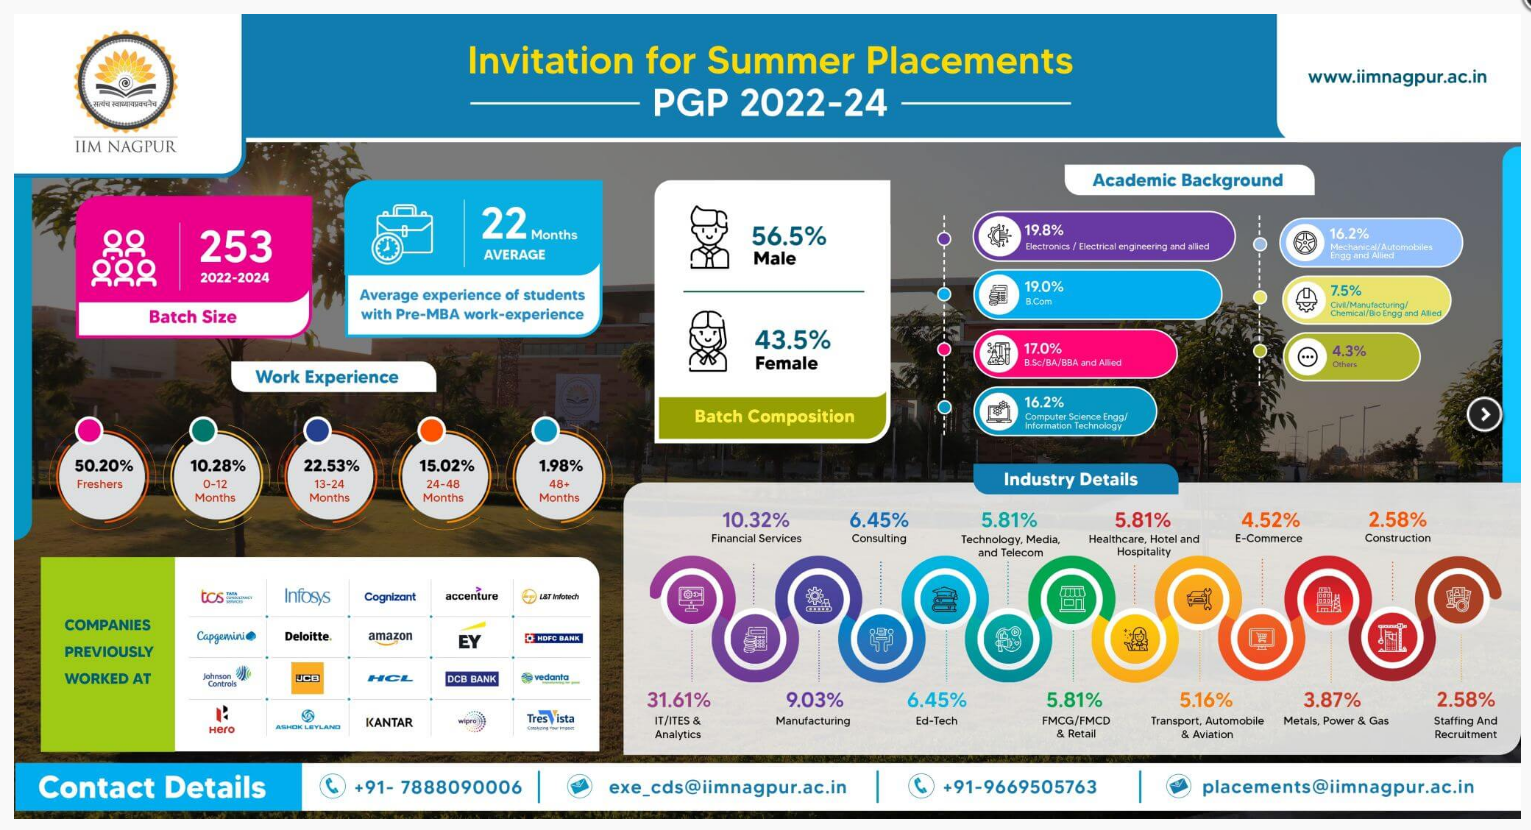 Invitation for Summer Placements
PGP 2022-24
www.iimnagpur.ac.in
सत्यंच स्वाध्यायप्रवचनेच
IIM NAGPUR
253
2022-2024
Batch Size
22 Months
AVERAGE
Average experience of students
with Pre-MBA work-experience
Work Experience
50.20%
Freshers
10.28%
0-12
Months
22.53%
13-24
Months
15.02%
24-48
Months
1.98%
48+
Months
56.5%
Male
43.5%
Female
Batch Composition
Academic Background
19.8%
Electronics / Electrical engineering and allied
19.0%
B.Com
17.0%
B.Sc/BA/BBA and Allied
16.2%
Computer Science Engg/
Information Technology
16.2%
Mechanical/Automobiles
Engg and Allied
7.5%
Civil/Manufacturing/
Chemical/Bio Engg and Allied
4.3%
Others
COMPANIES
PREVIOUSLY
WORKED AT
tcs TATA CONSULTANCY SERVICES
Infosys
Cognizant
accenture
L&T Infotech
Capgemini
Deloitte.
amazon
EY
HDFC BANK
Johnson
Controls
JCB
HCL
DCB BANK
vedanta
Hero
ASHOK LEYLAND
KANTAR
wipro
TresVista
Industry Details
10.32%
Financial Services
6.45%
Consulting
5.81%
Technology, Media,
and Telecom
5.81%
Healthcare, Hotel and
Hospitality
4.52%
E-Commerce
2.58%
Construction
31.61%
IT/ITES &
Analytics
9.03%
Manufacturing
6.45%
Ed-Tech
5.81%
FMCG/FMCD
& Retail
5.16%
Transport, Automobile
& Aviation
3.87%
Metals, Power & Gas
2.58%
Staffing And
Recruitment
Contact Details
+91- 7888090006
exe_cds@iimnagpur.ac.in
+91-9669505763
placements@iimnagpur.ac.in